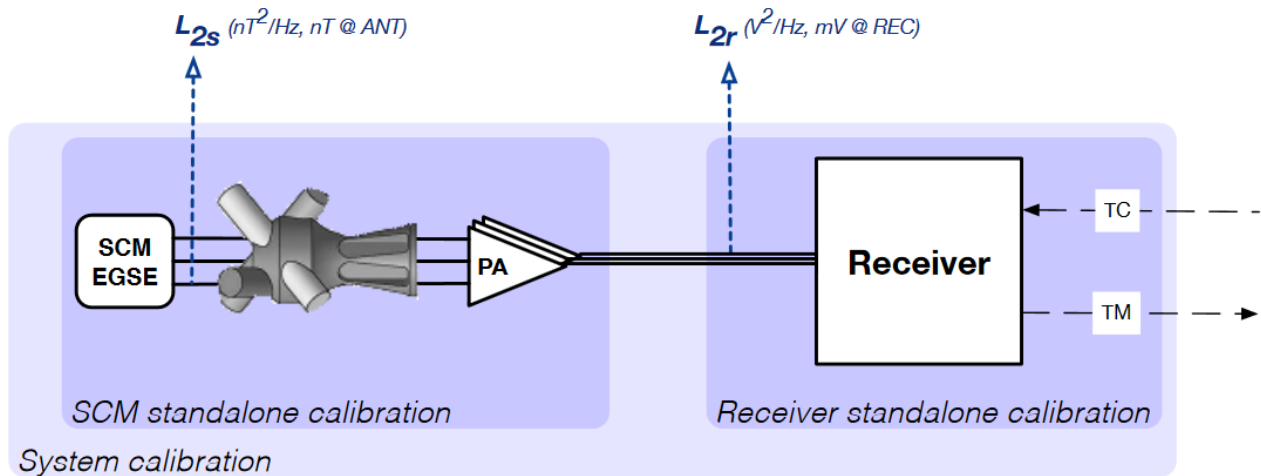 L2s (nT²/Hz, nT @ ANT)
L2r (V²/Hz, mV @ REC)
SCM
EGSE
PA
Receiver
TC
TM
SCM standalone calibration
Receiver standalone calibration
System calibration